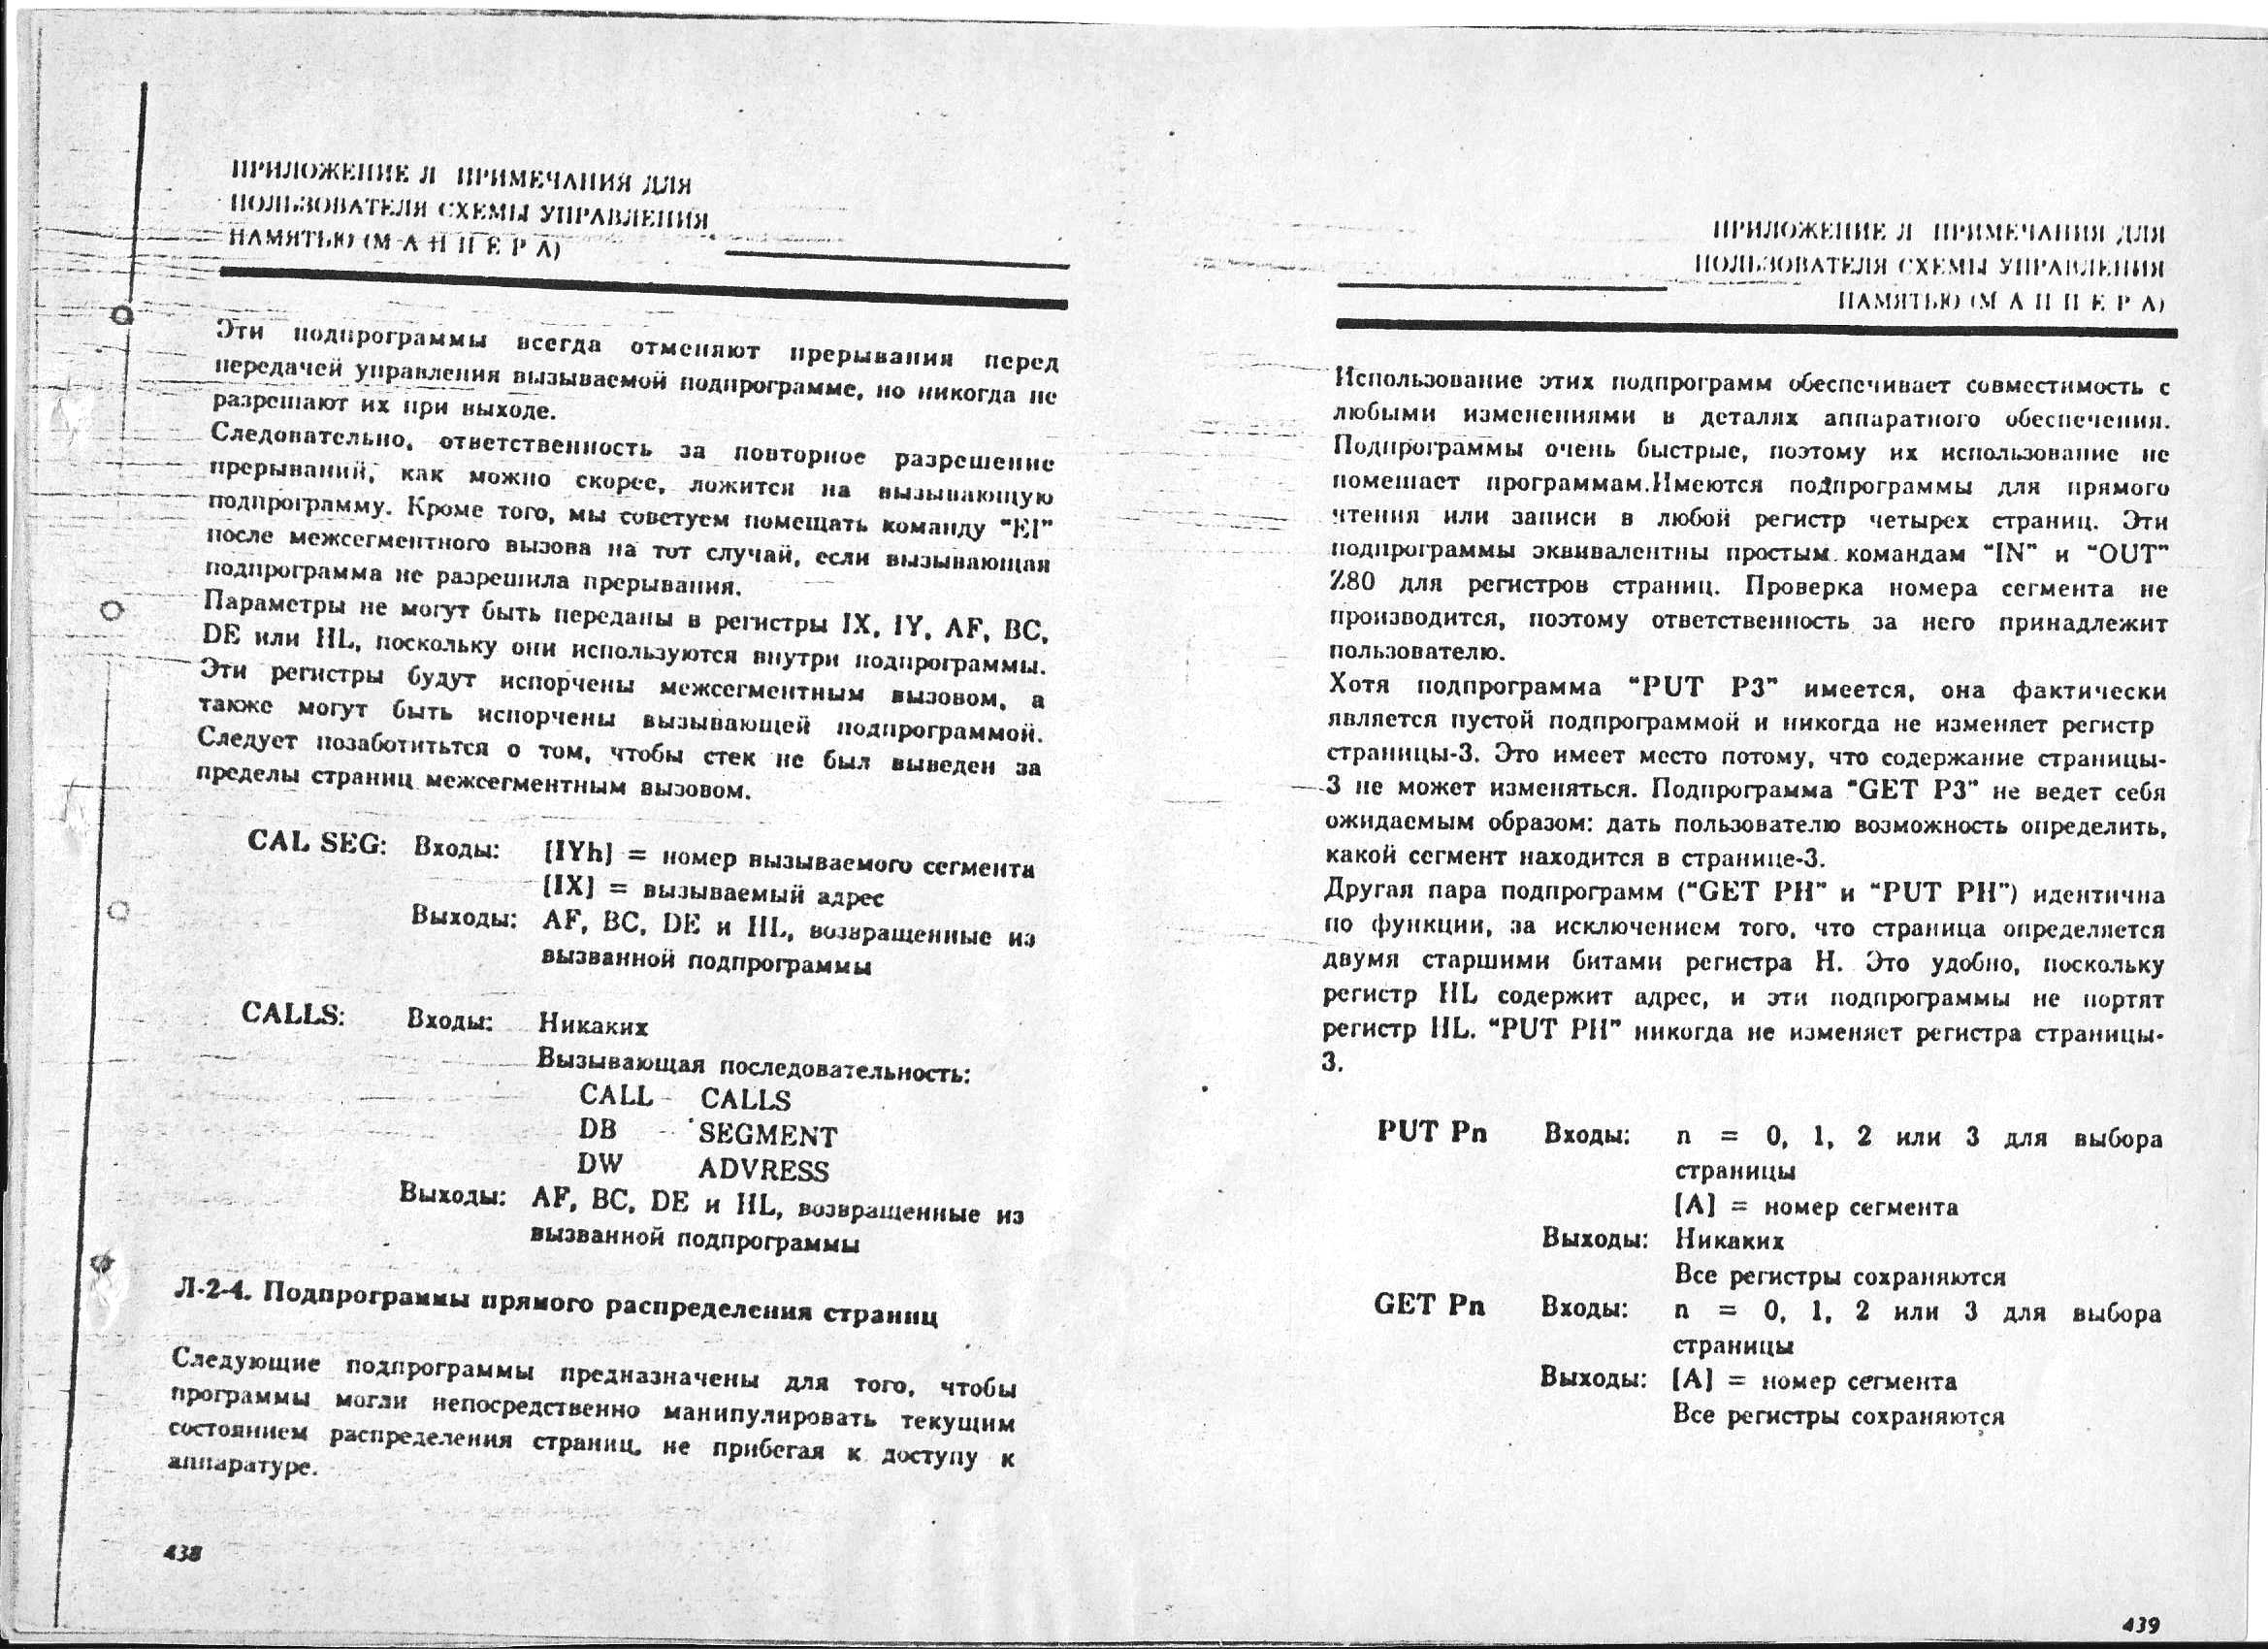 ПРИЛОЖЕНИЕ Л ПРИМЕЧАНИЯ ДЛЯ
ПОЛЬЗОВАТЕЛЯ СХЕМЫ УПРАВЛЕНИЯ
ПАМЯТЬЮ (М А П П Е Р А)
Эти подпрограммы всегда отменяют прерывания перед
передачей управления вызываемой подпрограмме, но никогда не
разрешают их при выходе.
Следовательно, ответственность за повторное разрешение
прерываний, как можно скорее, ложится на вызывающую
подпрограмму. Кроме того, мы советуем помещать команду "EI"
после межсегментного вызова на тот случай, если вызывающая
подпрограмма не разрешила прерывания.
Параметры не могут быть переданы в регистры IX, IY, AF, BC,
DE или HL, поскольку они используются внутри подпрограммы.
Эти регистры будут испорчены межсегментным вызовом, а
также могут быть испорчены вызывающей подпрограммой.
Следует позаботитьтся о том, чтобы стек не был выведен за
пределы страниц межсегментным вызовом.
CAL SEG: Входы: [IYh] = номер вызываемого сегмента
[IX] = вызываемый адрес
Выходы: AF, BC, DE и HL, возвращенные из
вызванной подпрограммы
CALLS: Входы: Никаких
Вызывающая последовательность:
CALL CALLS
DB SEGMENT
DW ADVRESS
Выходы: AF, BC, DE и HL, возвращенные из
вызванной подпрограммы
Л-2-4. Подпрограммы прямого распределения страниц
Следующие подпрограммы предназначены для того, чтобы
программы могли непосредственно манипулировать текущим
состоянием распределения страниц, не прибегая к доступу к
аппаратуре.
438
ПРИЛОЖЕНИЕ Л ПРИМЕЧАНИЯ ДЛЯ
ПОЛЬЗОВАТЕЛЯ СХЕМЫ УПРАВЛЕНИЯ
ПАМЯТЬЮ (М А П П Е Р А)
Использование этих подпрограмм обеспечивает совместимость с
любыми изменениями в деталях аппаратного обеспечения.
Подпрограммы очень быстрые, поэтому их использование не
помешает программам.Имеются подпрограммы для прямого
чтения или записи в любой регистр четырех страниц. Эти
подпрограммы эквивалентны простым командам "IN" и "OUT"
Z80 для регистров страниц. Проверка номера сегмента не
производится, поэтому ответственность за него принадлежит
пользователю.
Хотя подпрограмма "PUT P3" имеется, она фактически
является пустой подпрограммой и никогда не изменяет регистр
страницы-3. Это имеет место потому, что содержание страницы-
3 не может изменяться. Подпрограмма "GET P3" не ведет себя
ожидаемым образом: дать пользователю возможность определить,
какой сегмент находится в странице-3.
Другая пара подпрограмм ("GET PH" и "PUT PH") идентична
по функции, за исключением того, что страница определяется
двумя старшими битами регистра H. Это удобно, поскольку
регистр HL содержит адрес, и эти подпрограммы не портят
регистр HL. "PUT PH" никогда не изменяет регистра страницы-
3.
PUT Pn Входы: n = 0, 1, 2 или 3 для выбора
страницы
[A] = номер сегмента
Выходы: Никаких
Все регистры сохраняются
GET Pn Входы: n = 0, 1, 2 или 3 для выбора
страницы
Выходы: [A] = номер сегмента
Все регистры сохраняются
439